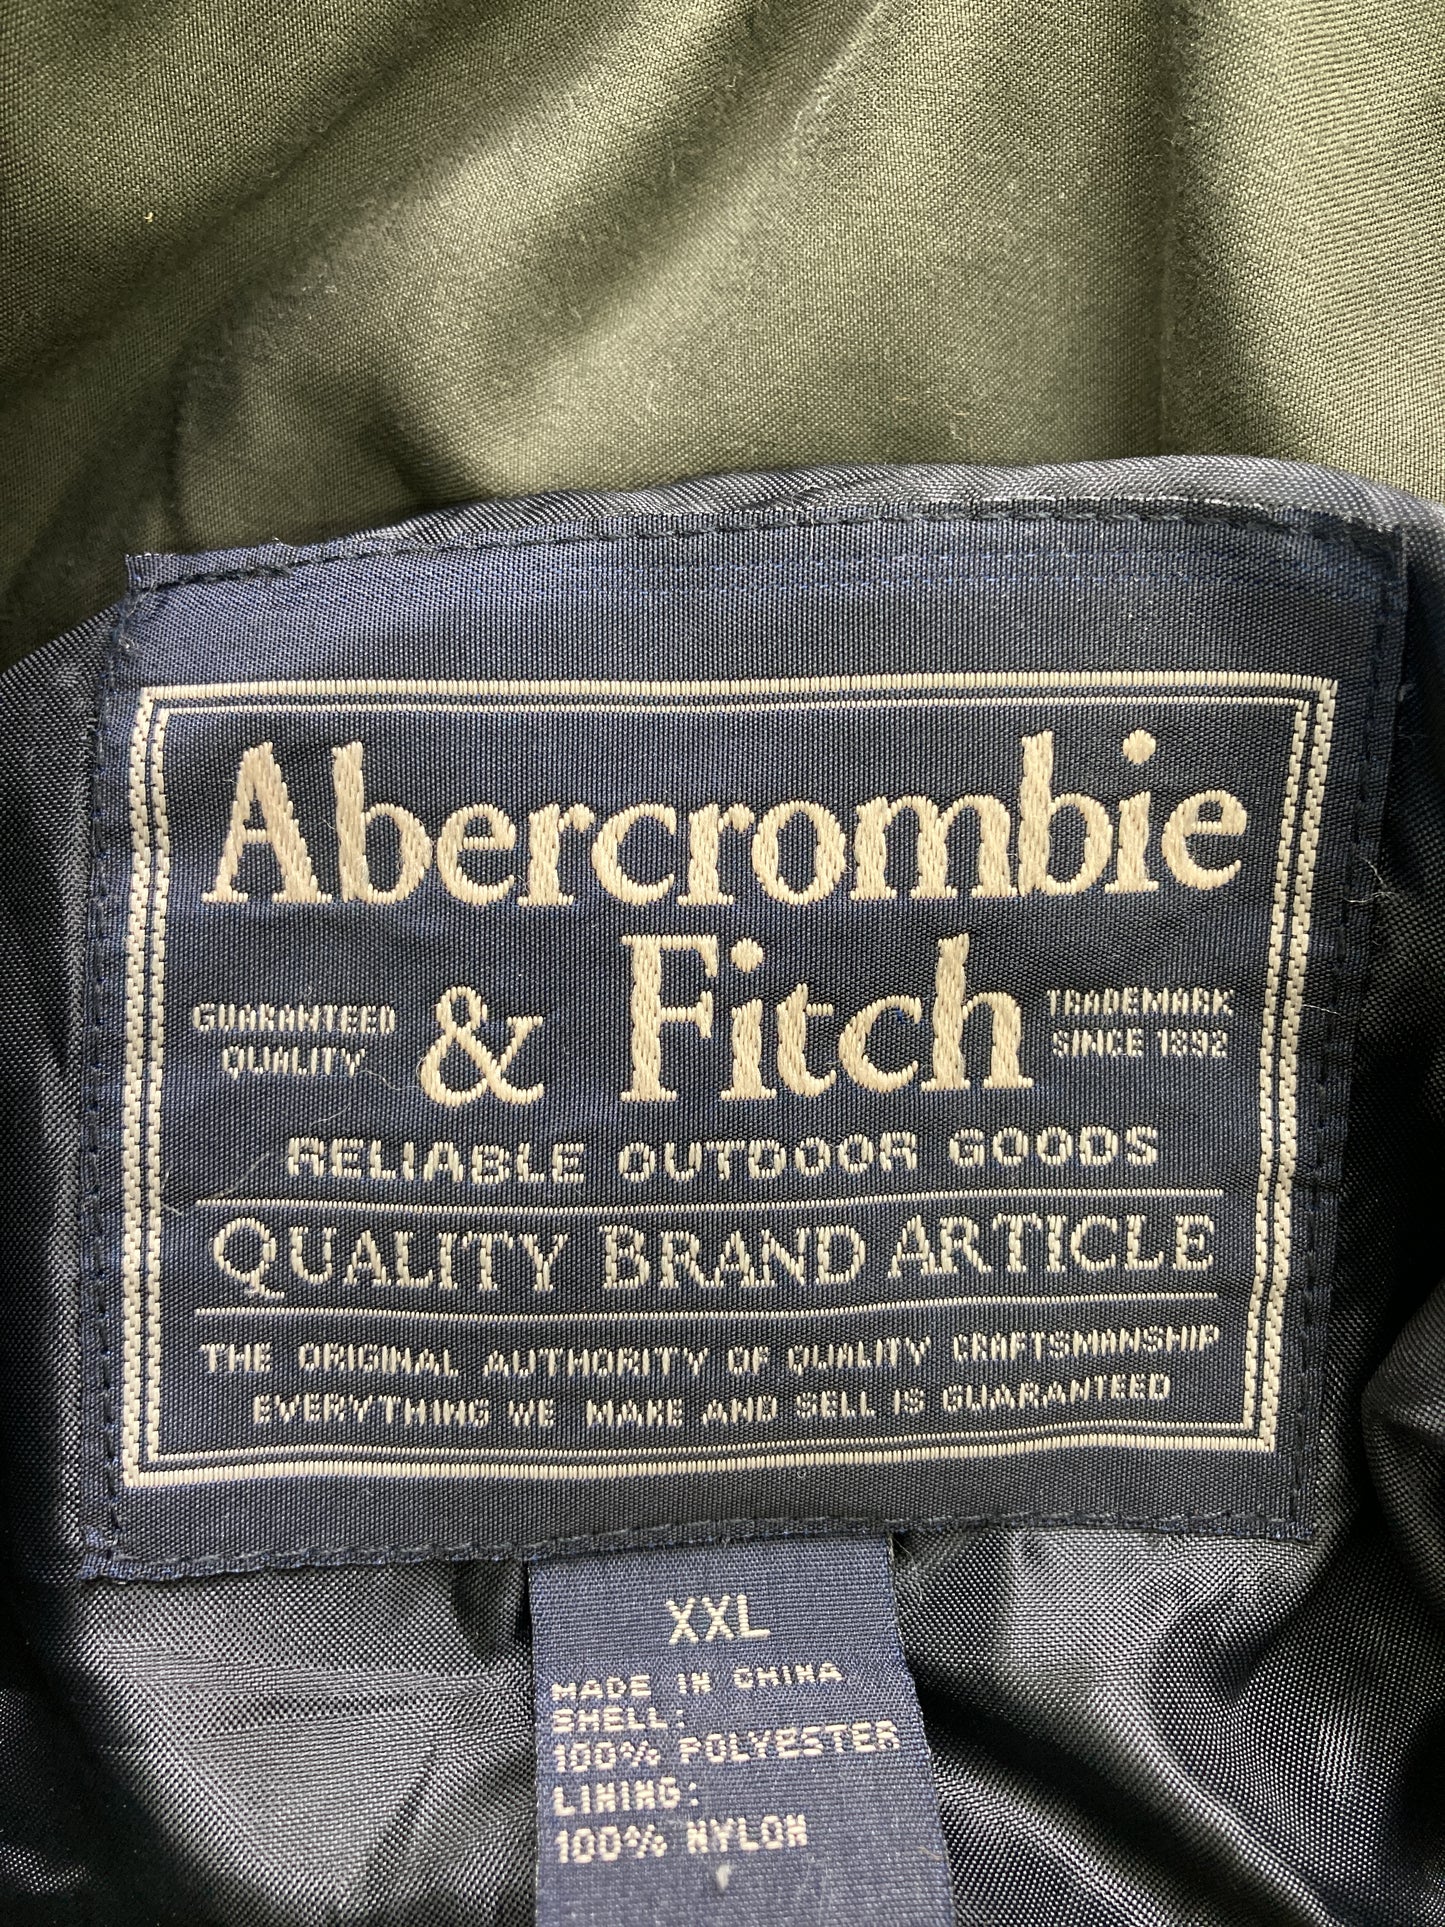 Abercrombie
& Fitch
GUARANTEED
QUALITY
TRADEMARK
SINCE 1892
RELIABLE OUTDOOR GOODS
QUALITY BRAND ARTICLE
THE ORIGINAL AUTHORITY OF QUALITY CRAFTSMANSHIP
EVERYTHING WE MAKE AND SELL IS GUARANTEED
XXL
MADE IN CHINA
SHELL:
100% POLYESTER
LINING:
100% NYLON